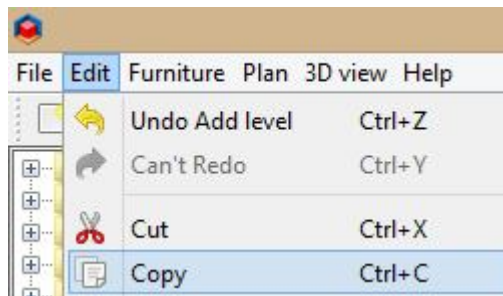 File Edit Furniture Plan 3D view Help
Undo Add level Ctrl+Z
Can't Redo Ctrl+Y
Cut Ctrl+X
Copy Ctrl+C